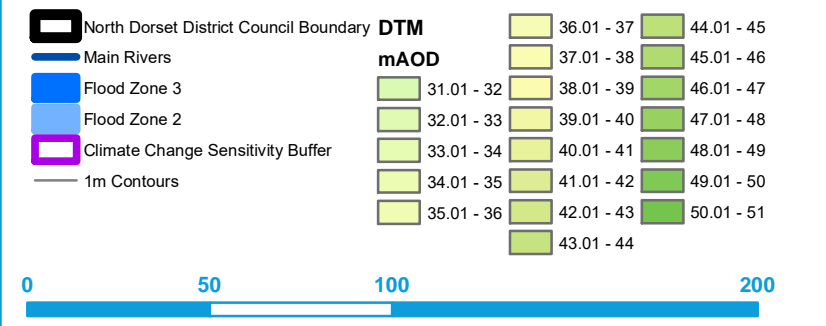 North Dorset District Council Boundary
Main Rivers
Flood Zone 3
Flood Zone 2
Climate Change Sensitivity Buffer
1m Contours
DTM
mAOD
31.01 - 32
32.01 - 33
33.01 - 34
34.01 - 35
35.01 - 36
36.01 - 37
37.01 - 38
38.01 - 39
39.01 - 40
40.01 - 41
41.01 - 42
42.01 - 43
43.01 - 44
44.01 - 45
45.01 - 46
46.01 - 47
47.01 - 48
48.01 - 49
49.01 - 50
50.01 - 51
0 50 100 200